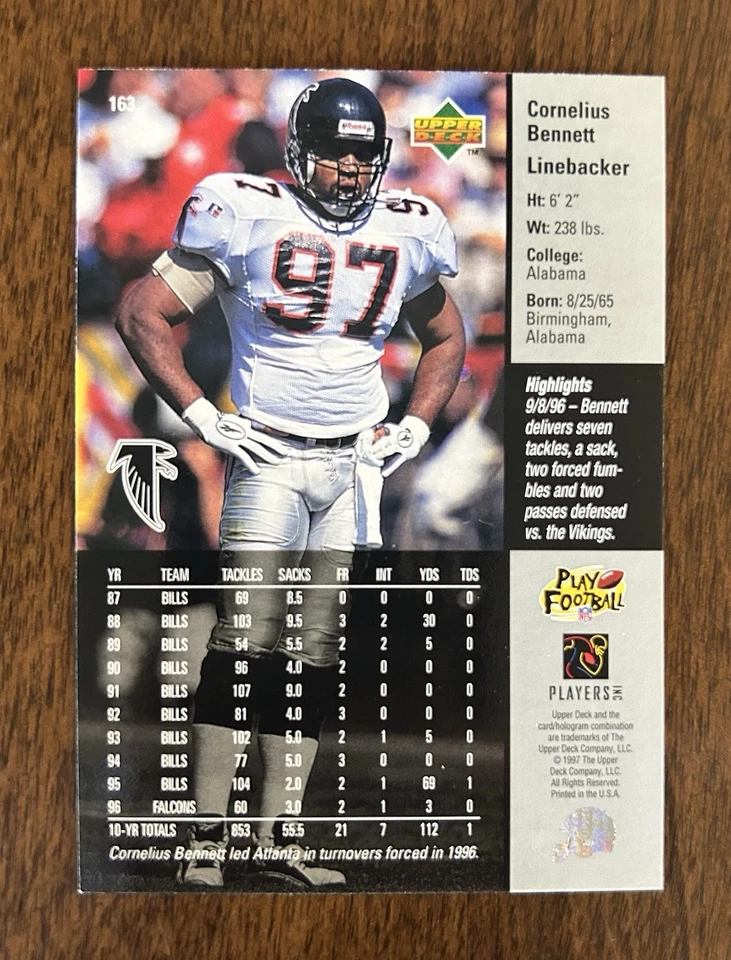 163
UPPER
DECK
TM
Riddell
97
97
97
Cornelius
Bennett
Linebacker
Ht: 6' 2"
Wt: 238 lbs.
College:
Alabama
Born: 8/25/65
Birmingham,
Alabama
Highlights
9/8/96 – Bennett
delivers seven
tackles, a sack,
two forced fum-
bles and two
passes defensed
vs. the Vikings.
YR TEAM TACKLES SACKS FR INT YDS TDS
87 BILLS 69 8.5 0 0 0 0
88 BILLS 103 9.5 3 2 30 0
89 BILLS 54 5.5 2 2 5 0
90 BILLS 96 4.0 2 0 0 0
91 BILLS 107 9.0 2 0 0 0
92 BILLS 81 4.0 3 0 0 0
93 BILLS 102 5.0 2 1 5 0
94 BILLS 77 5.0 3 0 0 0
95 BILLS 104 2.0 2 1 69 1
96 FALCONS 60 3.0 2 1 3 0
10-YR TOTALS 853 55.5 21 7 112 1
Cornelius Bennett led Atlanta in turnovers forced in 1996.
PLAY
FOOTBALL
NFL
PLAYERS INC
Upper Deck and the
card/hologram combination
are trademarks of The
Upper Deck Company, LLC.
© 1997 The Upper
Deck Company, LLC.
All Rights Reserved.
Printed in the U.S.A.